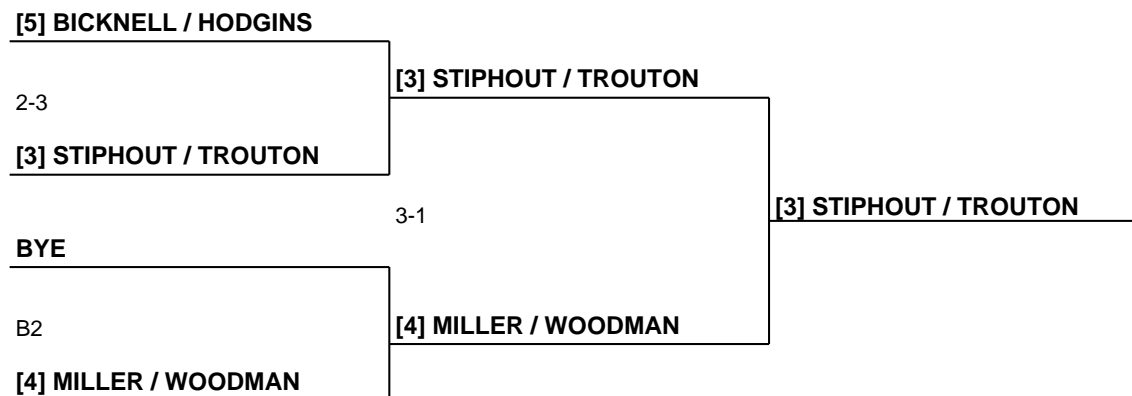 [5] BICKNELL / HODGINS
2-3
[3] STIPHOUT / TROUTON
[3] STIPHOUT / TROUTON
3-1
[3] STIPHOUT / TROUTON
BYE
B2
[4] MILLER / WOODMAN
[4] MILLER / WOODMAN